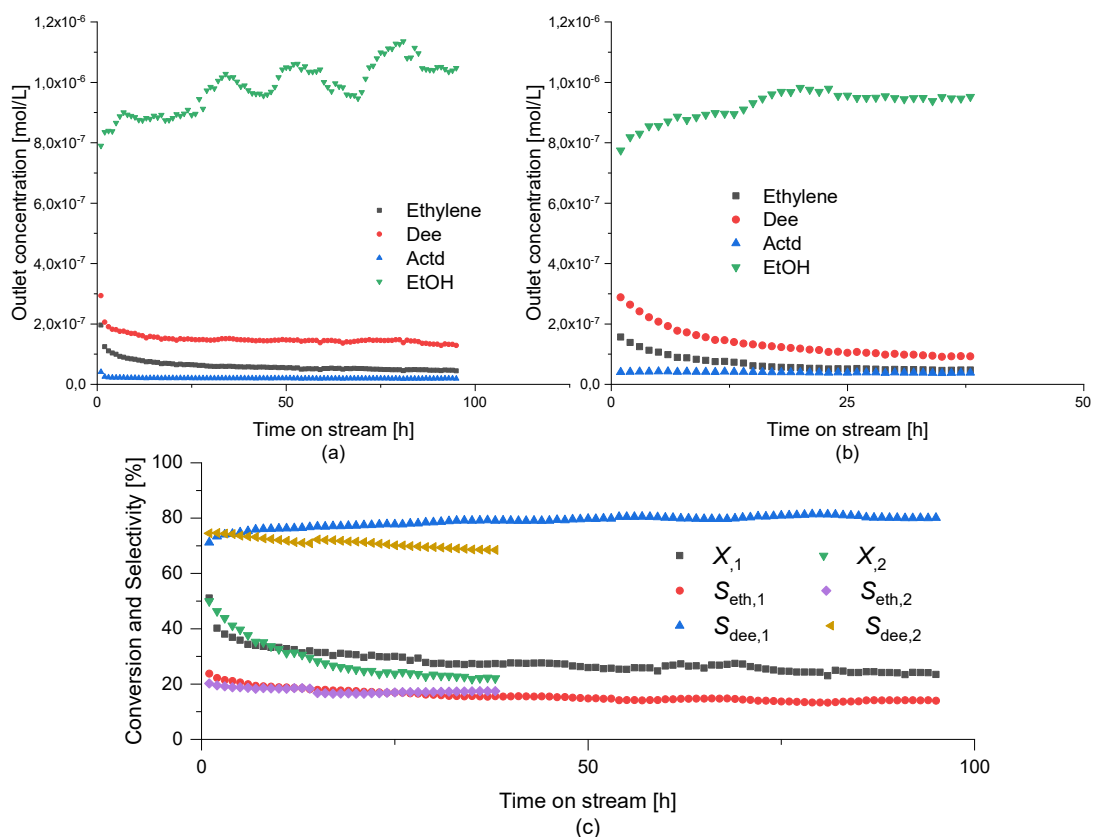 Outlet concentration [mol/L]
1,2x10⁻⁶
1,0x10⁻⁶
8,0x10⁻⁷
6,0x10⁻⁷
4,0x10⁻⁷
2,0x10⁻⁷
0,0
Ethylene
Dee
Actd
EtOH
0 50 100
Time on stream [h]
(a)
Outlet concentration [mol/L]
1,2x10⁻⁶
1,0x10⁻⁶
8,0x10⁻⁷
6,0x10⁻⁷
4,0x10⁻⁷
2,0x10⁻⁷
0,0
Ethylene
Dee
Actd
EtOH
0 25 50
Time on stream [h]
(b)
Conversion and Selectivity [%]
100
80
60
40
20
0
X,1 X,2
Seth,1 Seth,2
Sdee,1 Sdee,2
0 50 100
Time on stream [h]
(c)